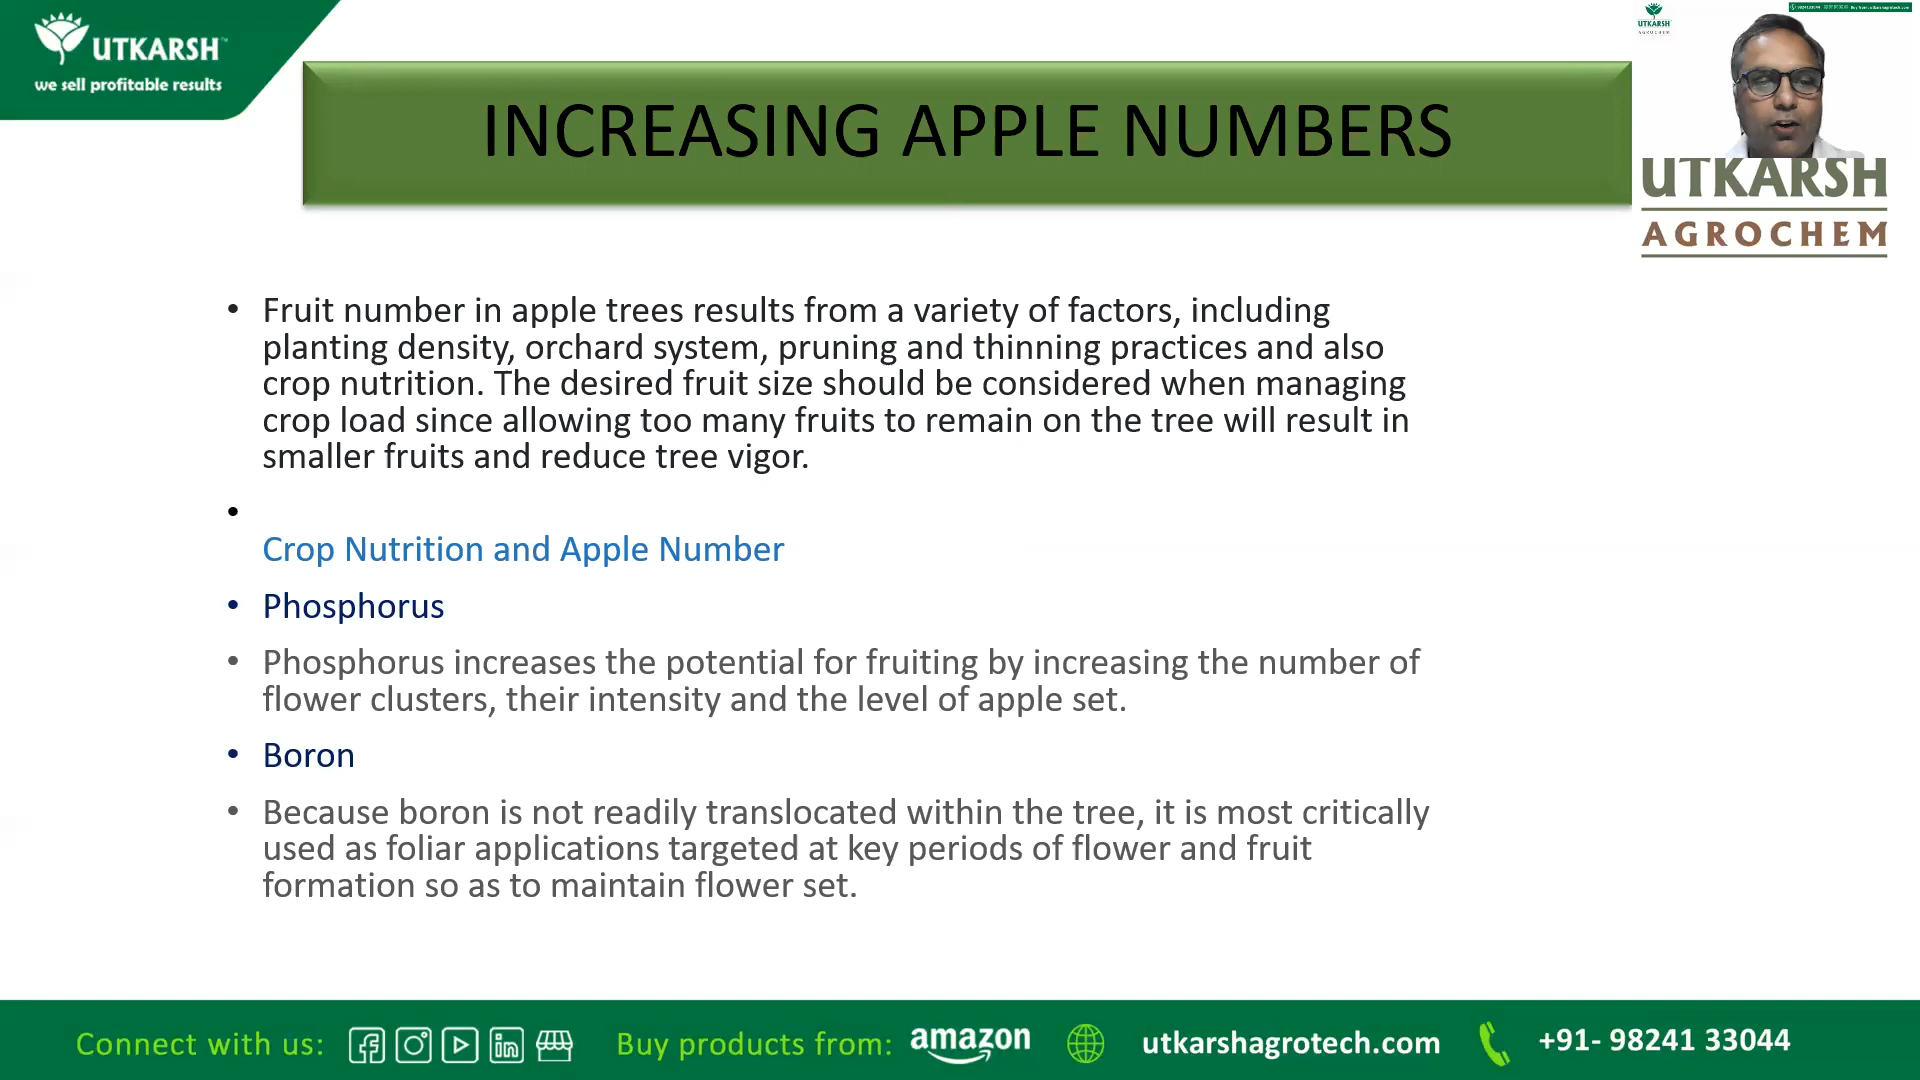 UTKARSH™
we sell profitable results
INCREASING APPLE NUMBERS
UTKARSH
AGROCHEM
UTKARSH
AGROCHEM
• Fruit number in apple trees results from a variety of factors, including
planting density, orchard system, pruning and thinning practices and also
crop nutrition. The desired fruit size should be considered when managing
crop load since allowing too many fruits to remain on the tree will result in
smaller fruits and reduce tree vigor.
•
Crop Nutrition and Apple Number
• Phosphorus
• Phosphorus increases the potential for fruiting by increasing the number of
flower clusters, their intensity and the level of apple set.
• Boron
• Because boron is not readily translocated within the tree, it is most critically
used as foliar applications targeted at key periods of flower and fruit
formation so as to maintain flower set.
Connect with us: Buy products from: amazon utkarshagrotech.com +91- 98241 33044